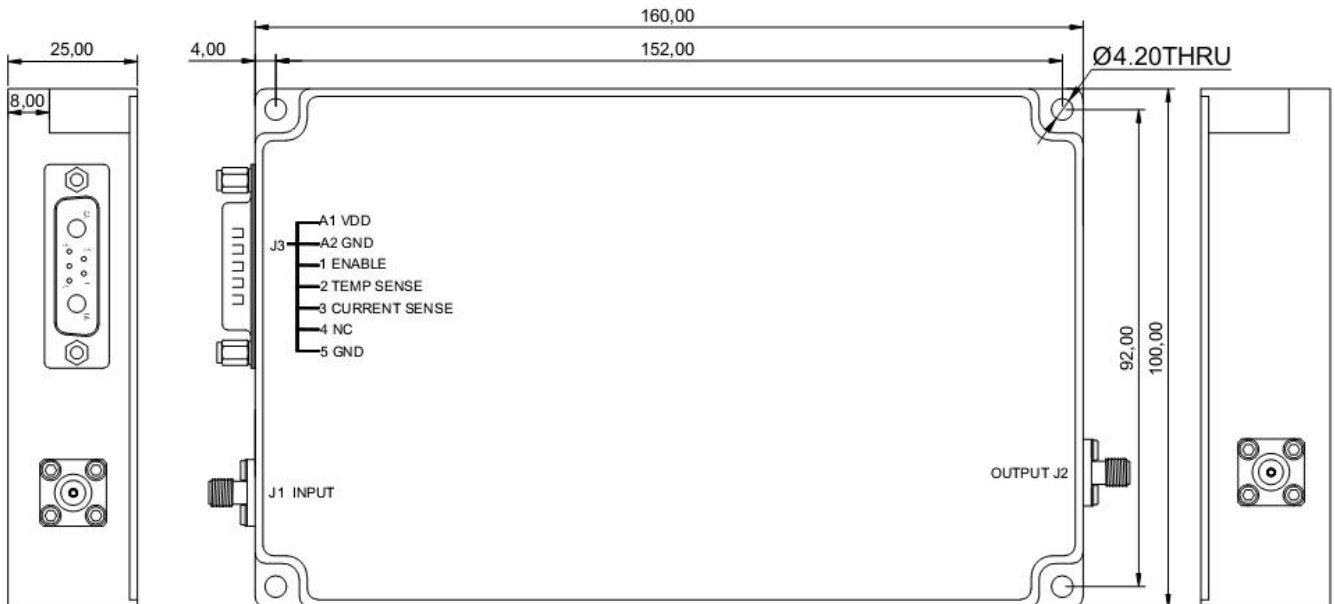 160,00
25,00
4,00
152,00
Ø4.20THRU
8,00
A1 VDD
J3
A2 GND
1 ENABLE
2 TEMP SENSE
3 CURRENT SENSE
4 NC
5 GND
92,00
100,00
OUTPUT J2
J1 INPUT